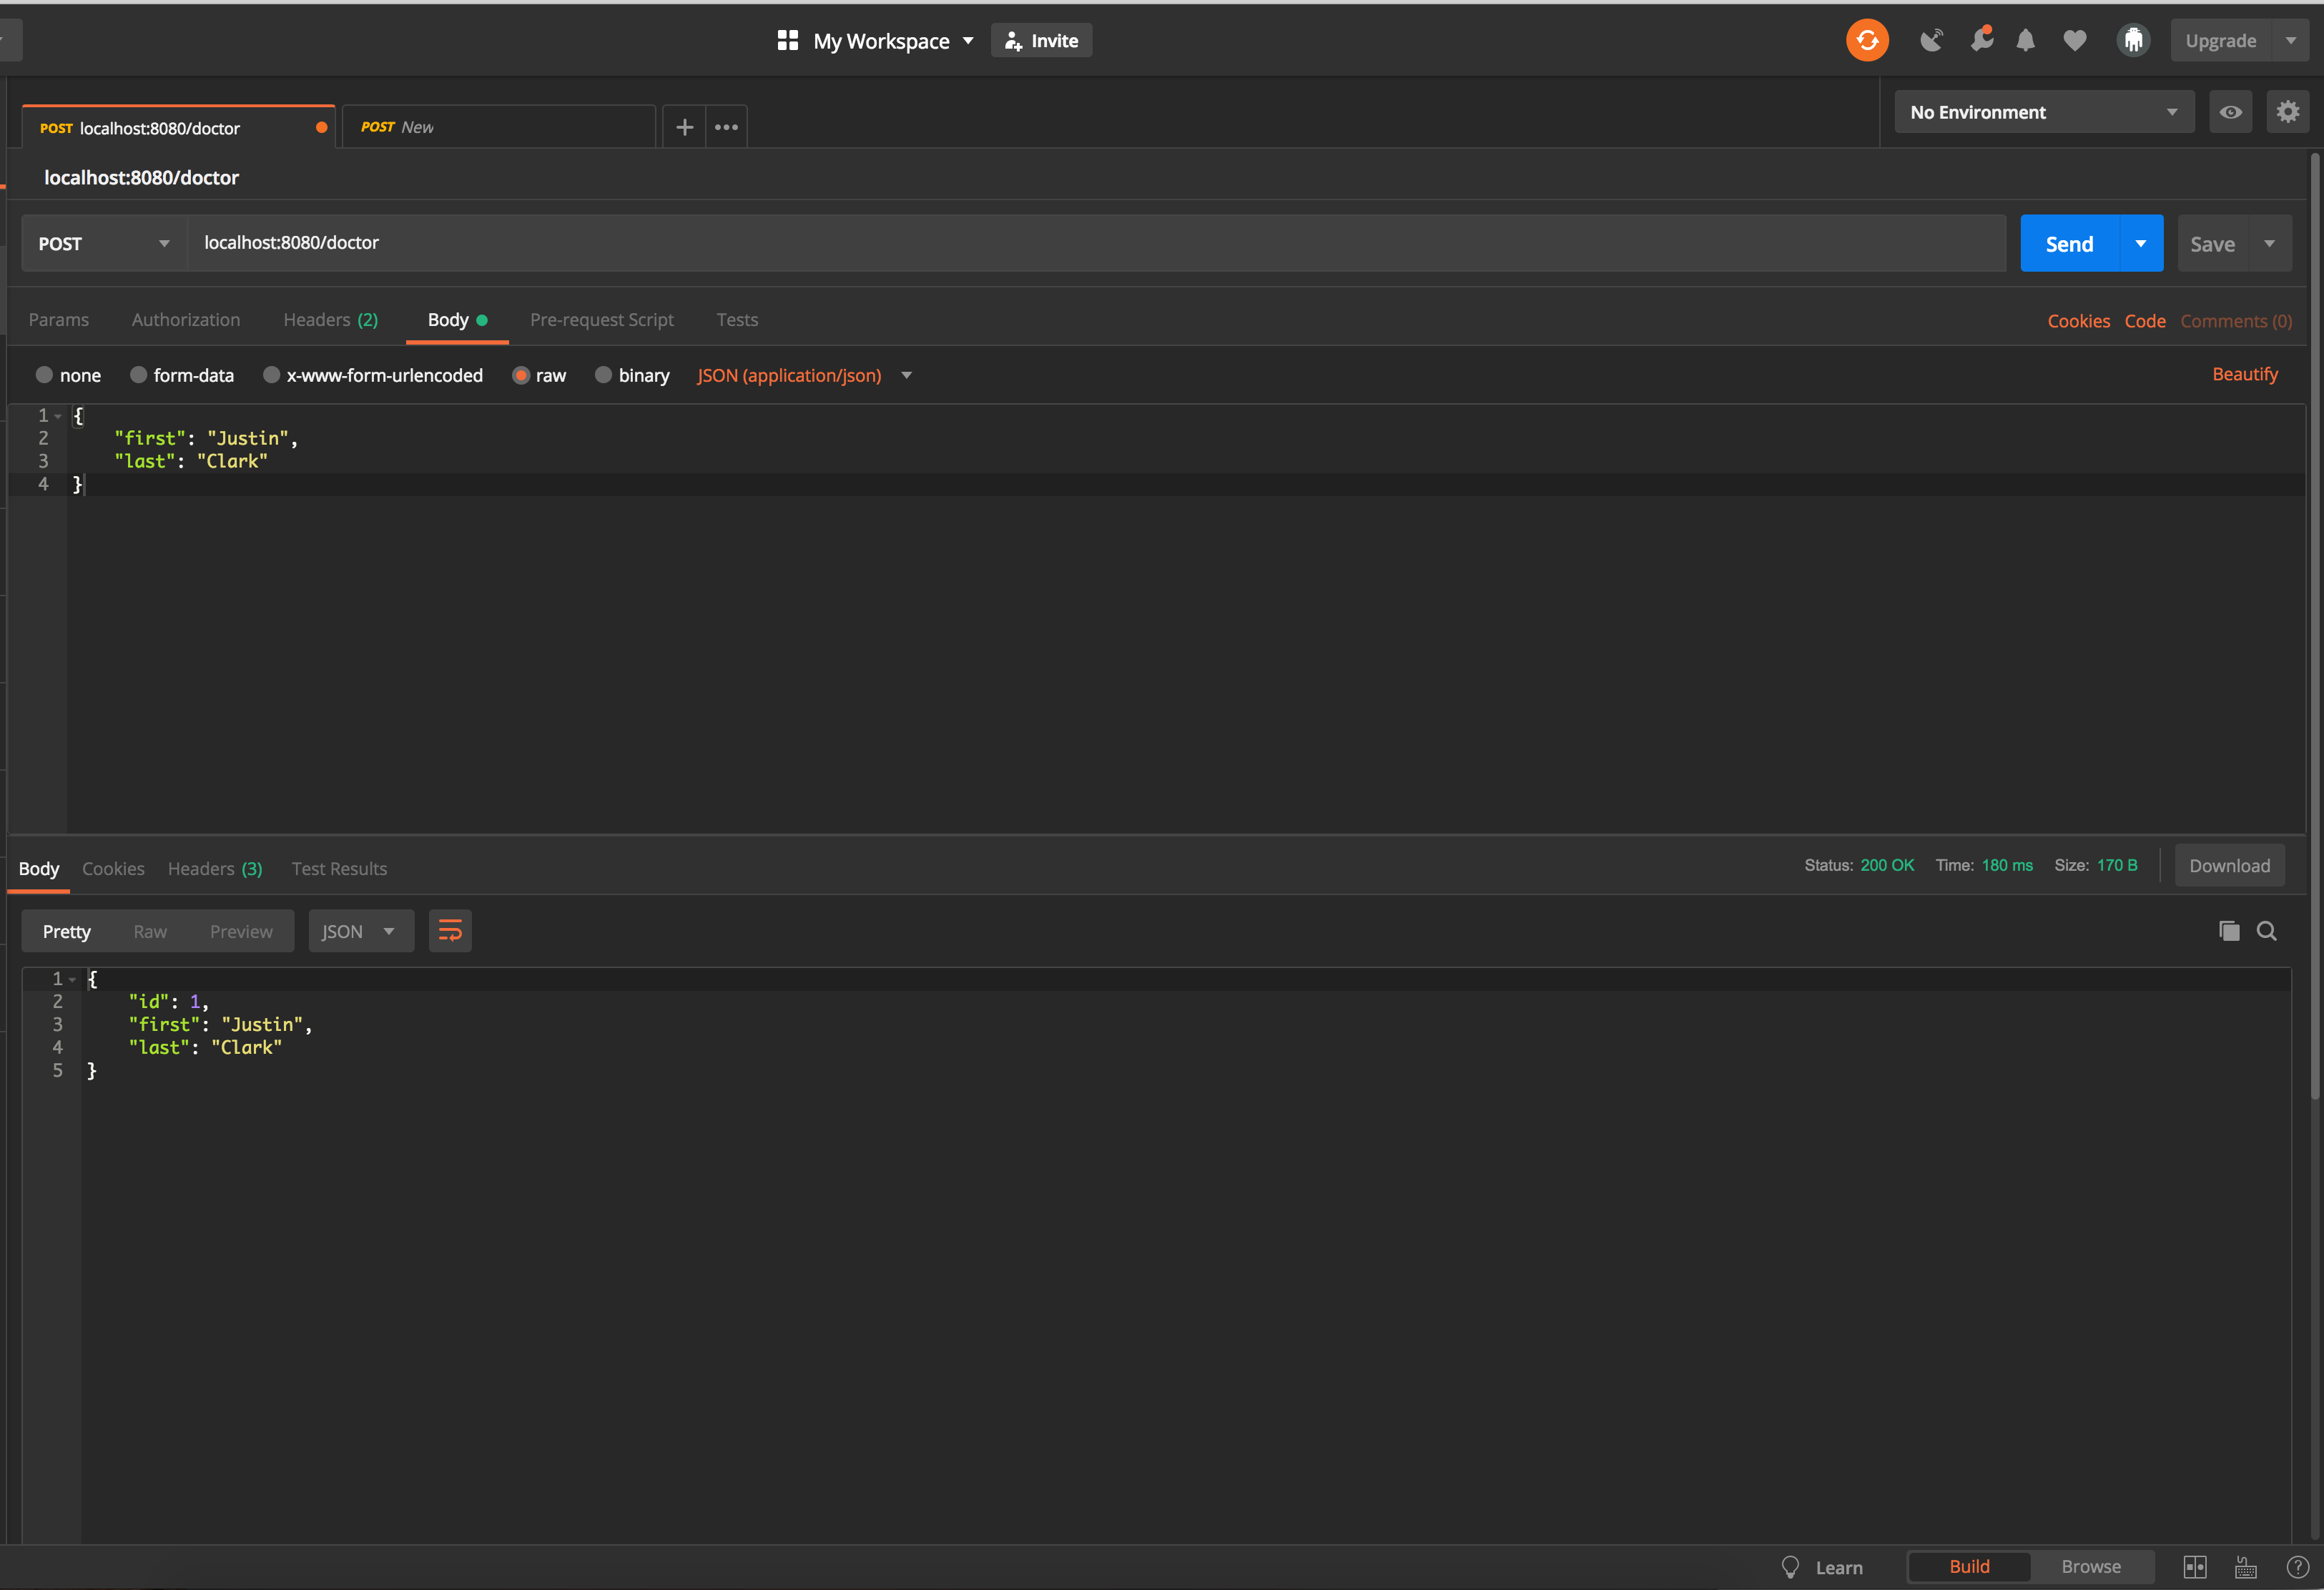 My Workspace Invite Upgrade
POST localhost:8080/doctor POST New No Environment
localhost:8080/doctor
POST localhost:8080/doctor Send Save
Params Authorization Headers (2) Body Pre-request Script Tests Cookies Code Comments (0)
none form-data x-www-form-urlencoded raw binary JSON (application/json) Beautify
1 {
2 "first": "Justin",
3 "last": "Clark"
4 }
Body Cookies Headers (3) Test Results Status: 200 OK Time: 180 ms Size: 170 B Download
Pretty Raw Preview JSON
1 {
2 "id": 1,
3 "first": "Justin",
4 "last": "Clark"
5 }
Learn Build Browse ?